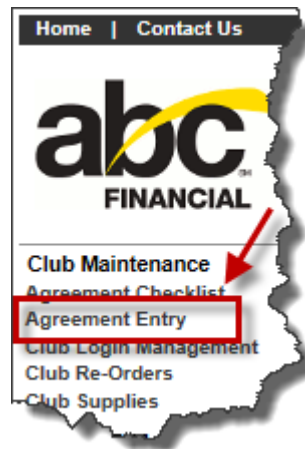 Home | Contact Us
abc
FINANCIAL
Club Maintenance
Agreement Checklist
Agreement Entry
Club Login Management
Club Re-Orders
Club Supplies